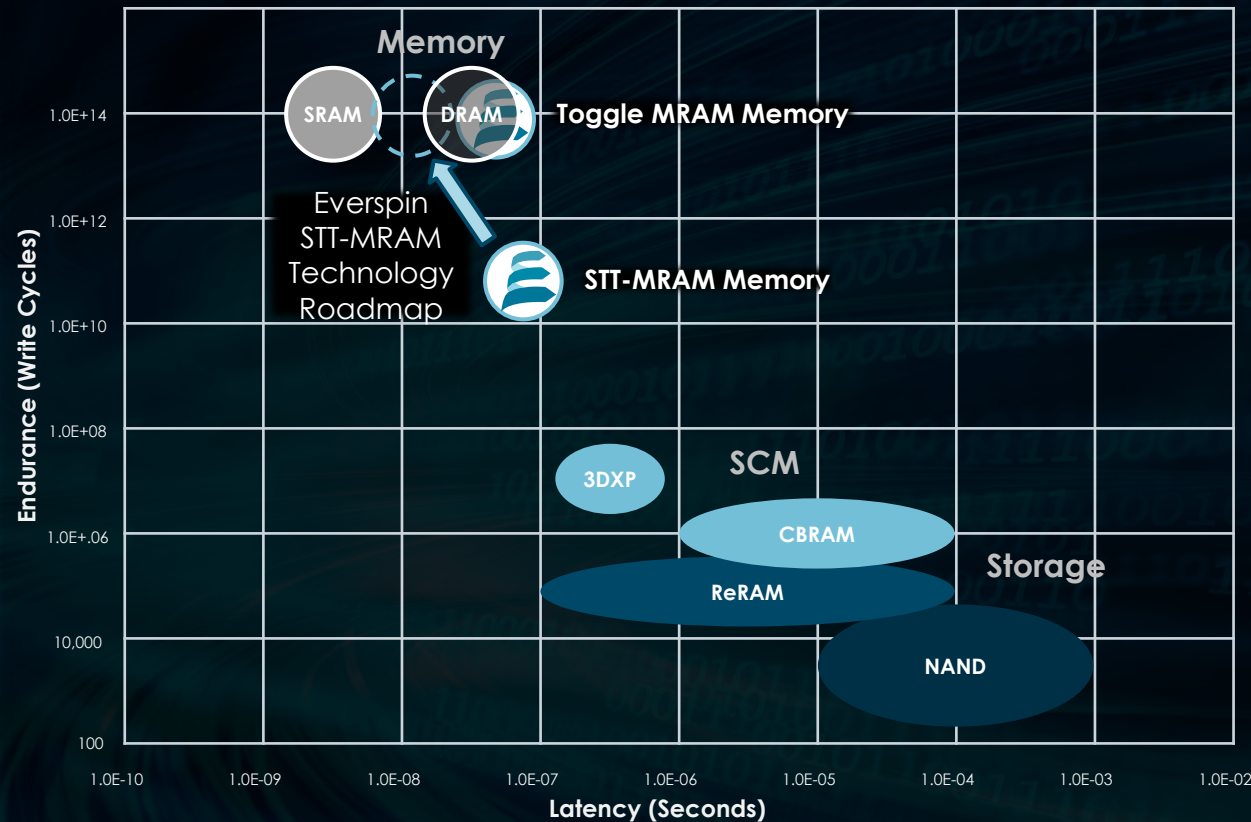 Memory
1.0E+14
SRAM
DRAM
Toggle MRAM Memory
1.0E+12
Everspin
STT-MRAM
Technology
Roadmap
STT-MRAM Memory
1.0E+10
Endurance (Write Cycles)
1.0E+08
SCM
3DXP
1.0E+.06
CBRAM
Storage
ReRAM
10,000
NAND
100
1.0E-10
1.0E-09
1.0E-08
1.0E-07
1.0E-06
1.0E-05
1.0E-04
1.0E-03
1.0E-02
Latency (Seconds)